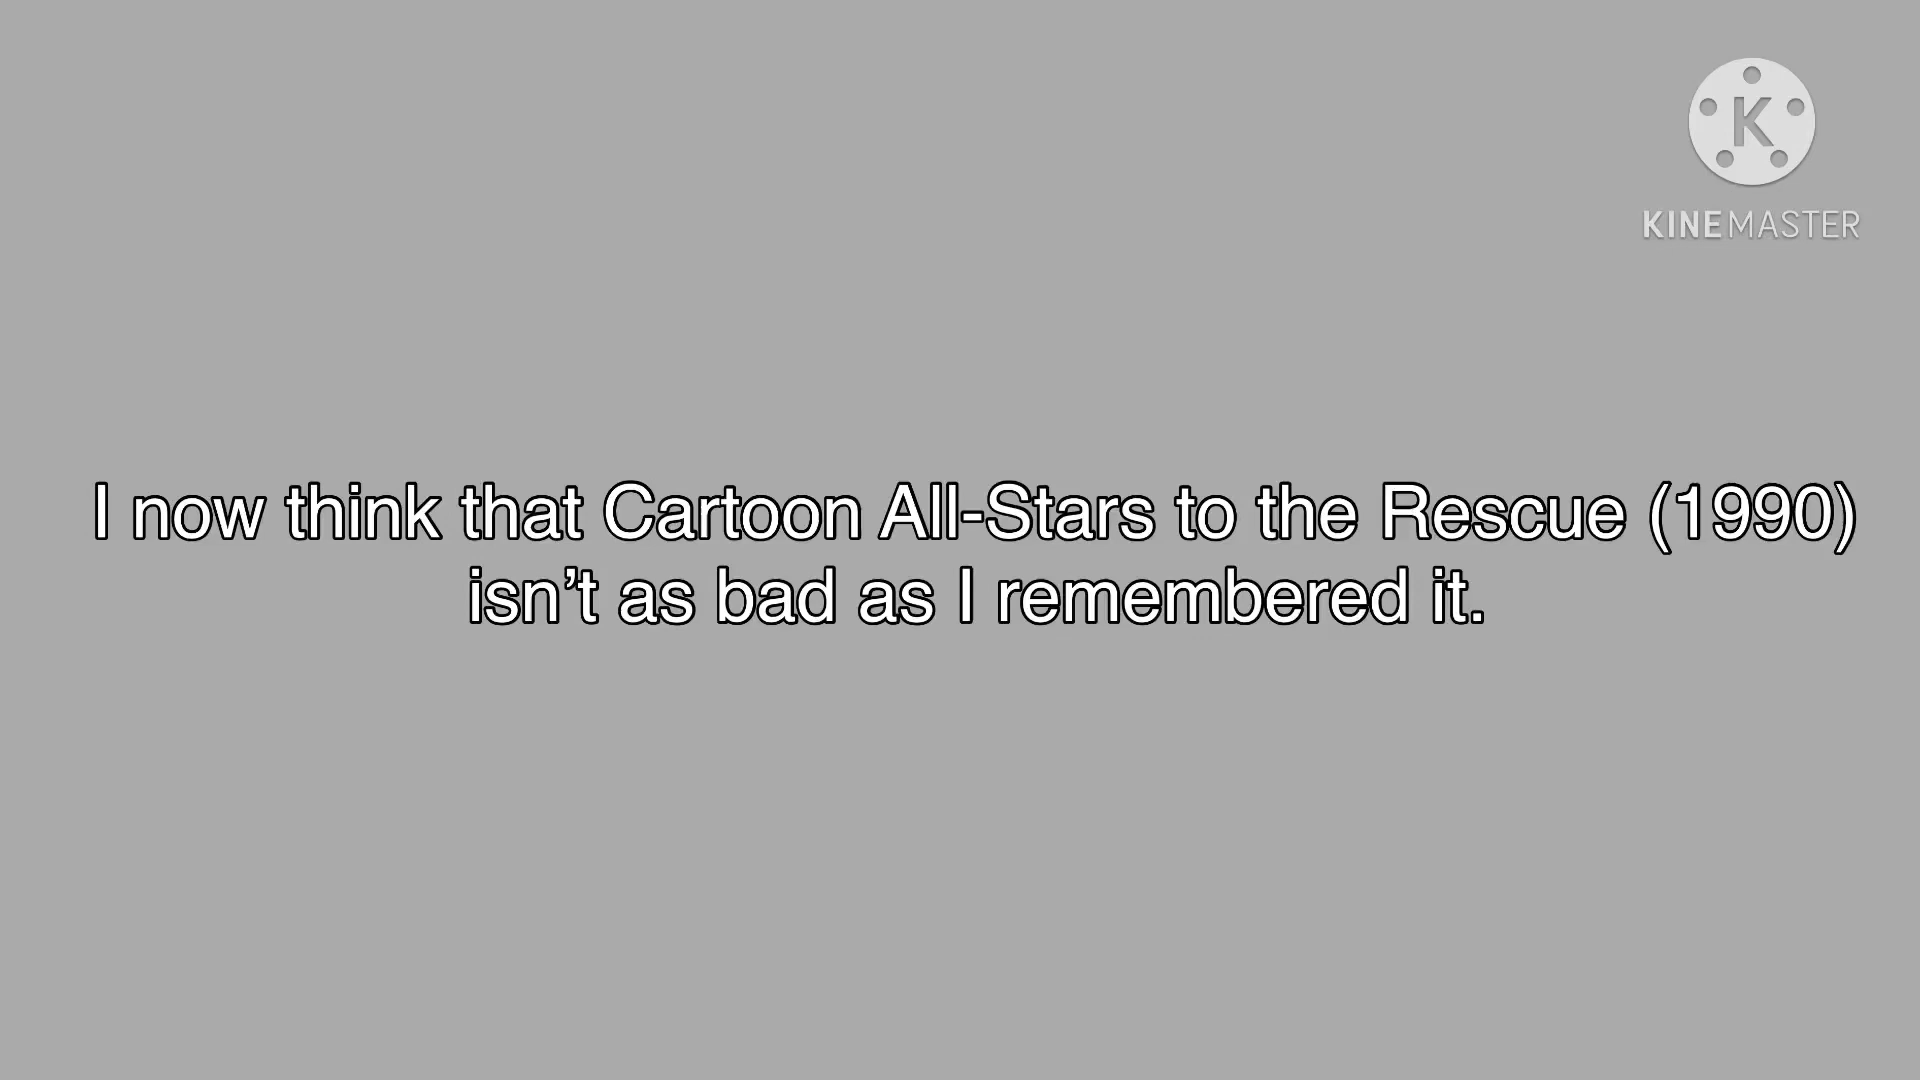 K
KINEMASTER
I now think that Cartoon All-Stars to the Rescue (1990)
isn’t as bad as I remembered it.